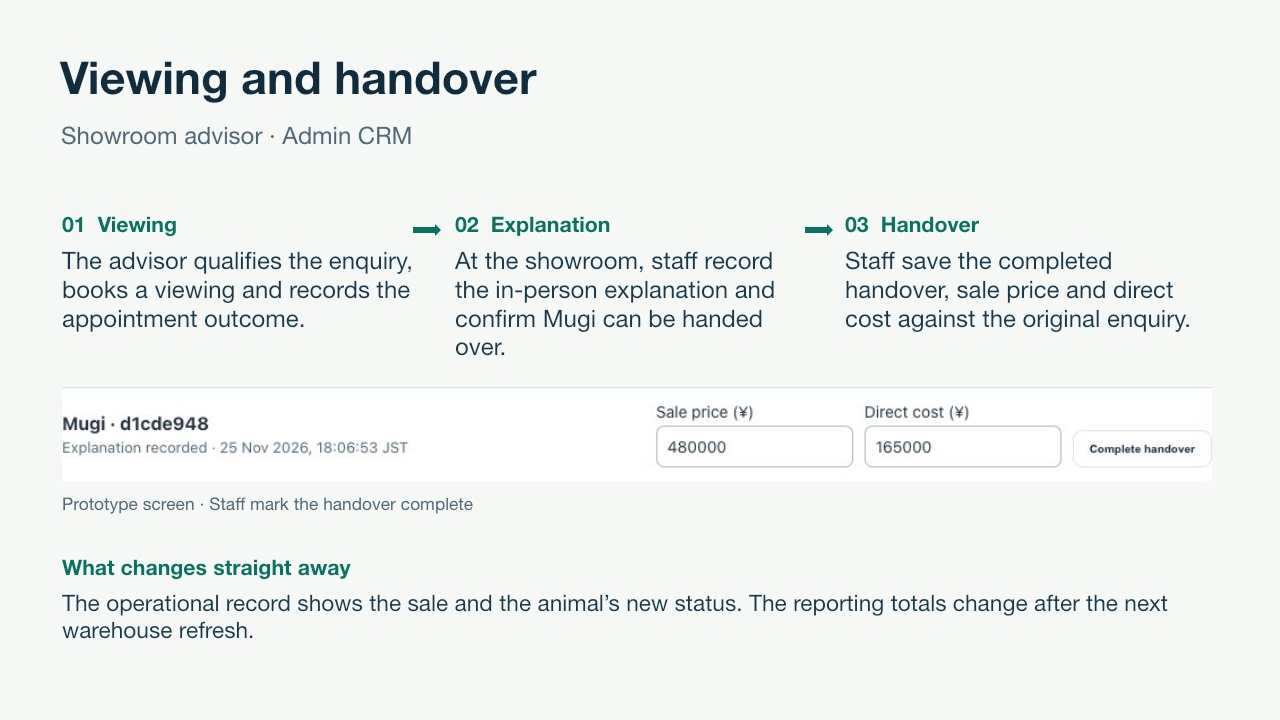 Viewing and handover
Showroom advisor · Admin CRM
01 Viewing
The advisor qualifies the enquiry,
books a viewing and records the
appointment outcome.
02 Explanation
At the showroom, staff record
the in-person explanation and
confirm Mugi can be handed
over.
03 Handover
Staff save the completed
handover, sale price and direct
cost against the original enquiry.
Mugi · d1cde948
Explanation recorded · 25 Nov 2026, 18:06:53 JST
Sale price (¥)
480000
Direct cost (¥)
165000
Complete handover
Prototype screen · Staff mark the handover complete
What changes straight away
The operational record shows the sale and the animal’s new status. The reporting totals change after the next
warehouse refresh.